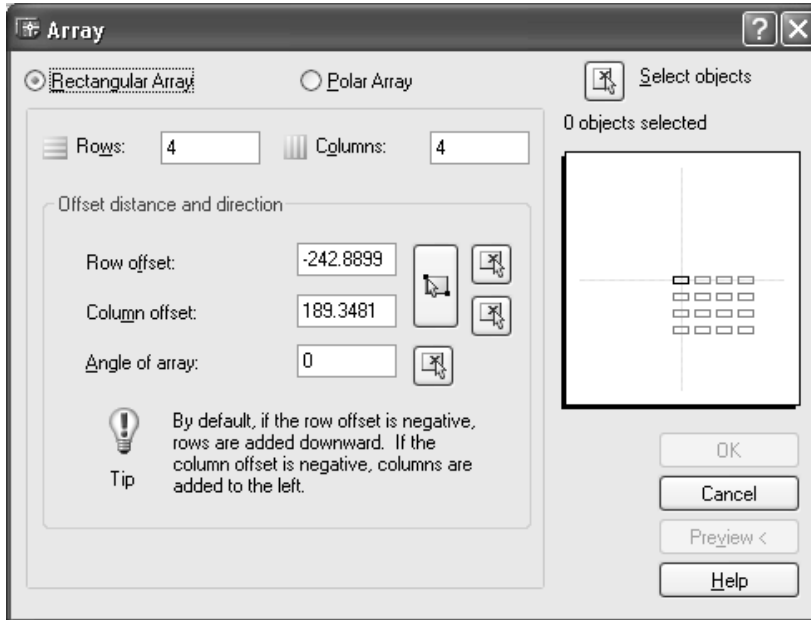 Array
Rectangular Array
Polar Array
Select objects
0 objects selected
Rows:
4
Columns:
4
Offset distance and direction
Row offset:
-242.8899
Column offset:
189.3481
Angle of array:
0
By default, if the row offset is negative,
rows are added downward. If the
column offset is negative, columns are
added to the left.
Tip
OK
Cancel
Preview <
Help